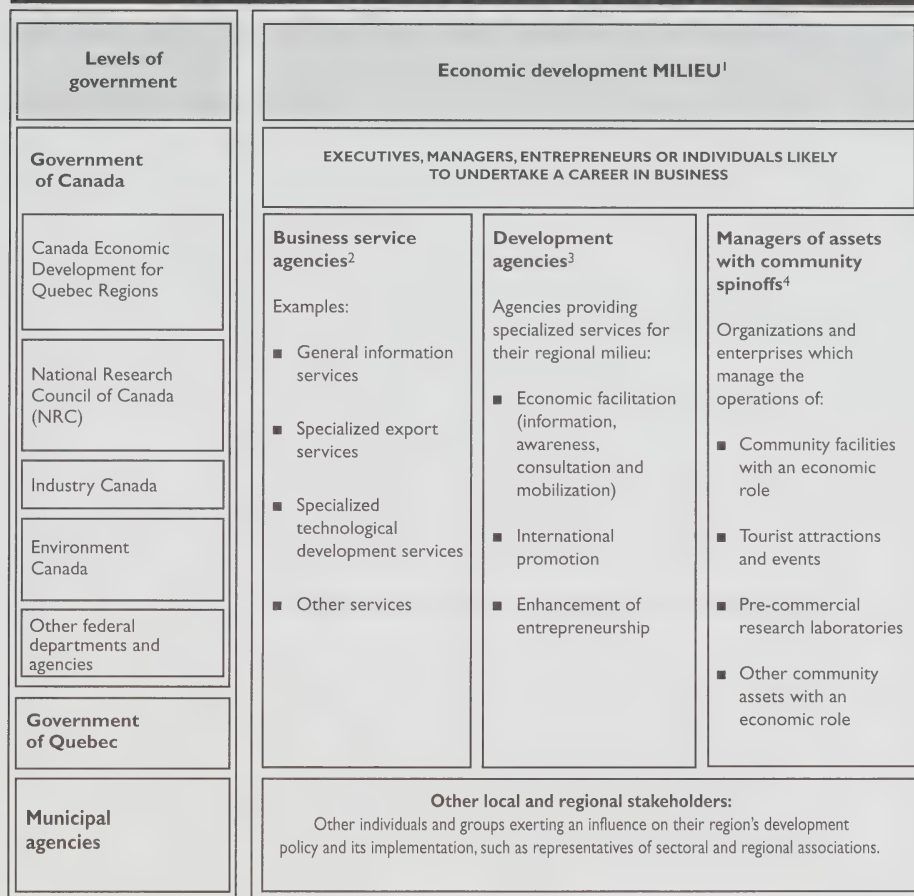 Levels of
government
Government
of Canada
Canada Economic
Development for
Quebec Regions
National Research
Council of Canada
(NRC)
Industry Canada
Environment
Canada
Other federal
departments and
agencies
Government
of Quebec
Municipal
agencies
Economic development MILIEU1
EXECUTIVES, MANAGERS, ENTREPRENEURS OR INDIVIDUALS LIKELY
TO UNDERTAKE A CAREER IN BUSINESS
Business service
agencies2
Examples:
■ General information
services
■ Specialized export
services
■ Specialized
technological
development services
■ Other services
Development
agencies3
Agencies providing
specialized services for
their regional milieu:
■ Economic facilitation
(information,
awareness,
consultation and
mobilization)
■ International
promotion
■ Enhancement of
entrepreneurship
Managers of assets
with community
spinoffs4
Organizations and
enterprises which
manage the
operations of:
■ Community facilities
with an economic
role
■ Tourist attractions
and events
■ Pre-commercial
research laboratories
■ Other community
assets with an
economic role
Other local and regional stakeholders:
Other individuals and groups exerting an influence on their region's development
policy and its implementation, such as representatives of sectoral and regional associations.